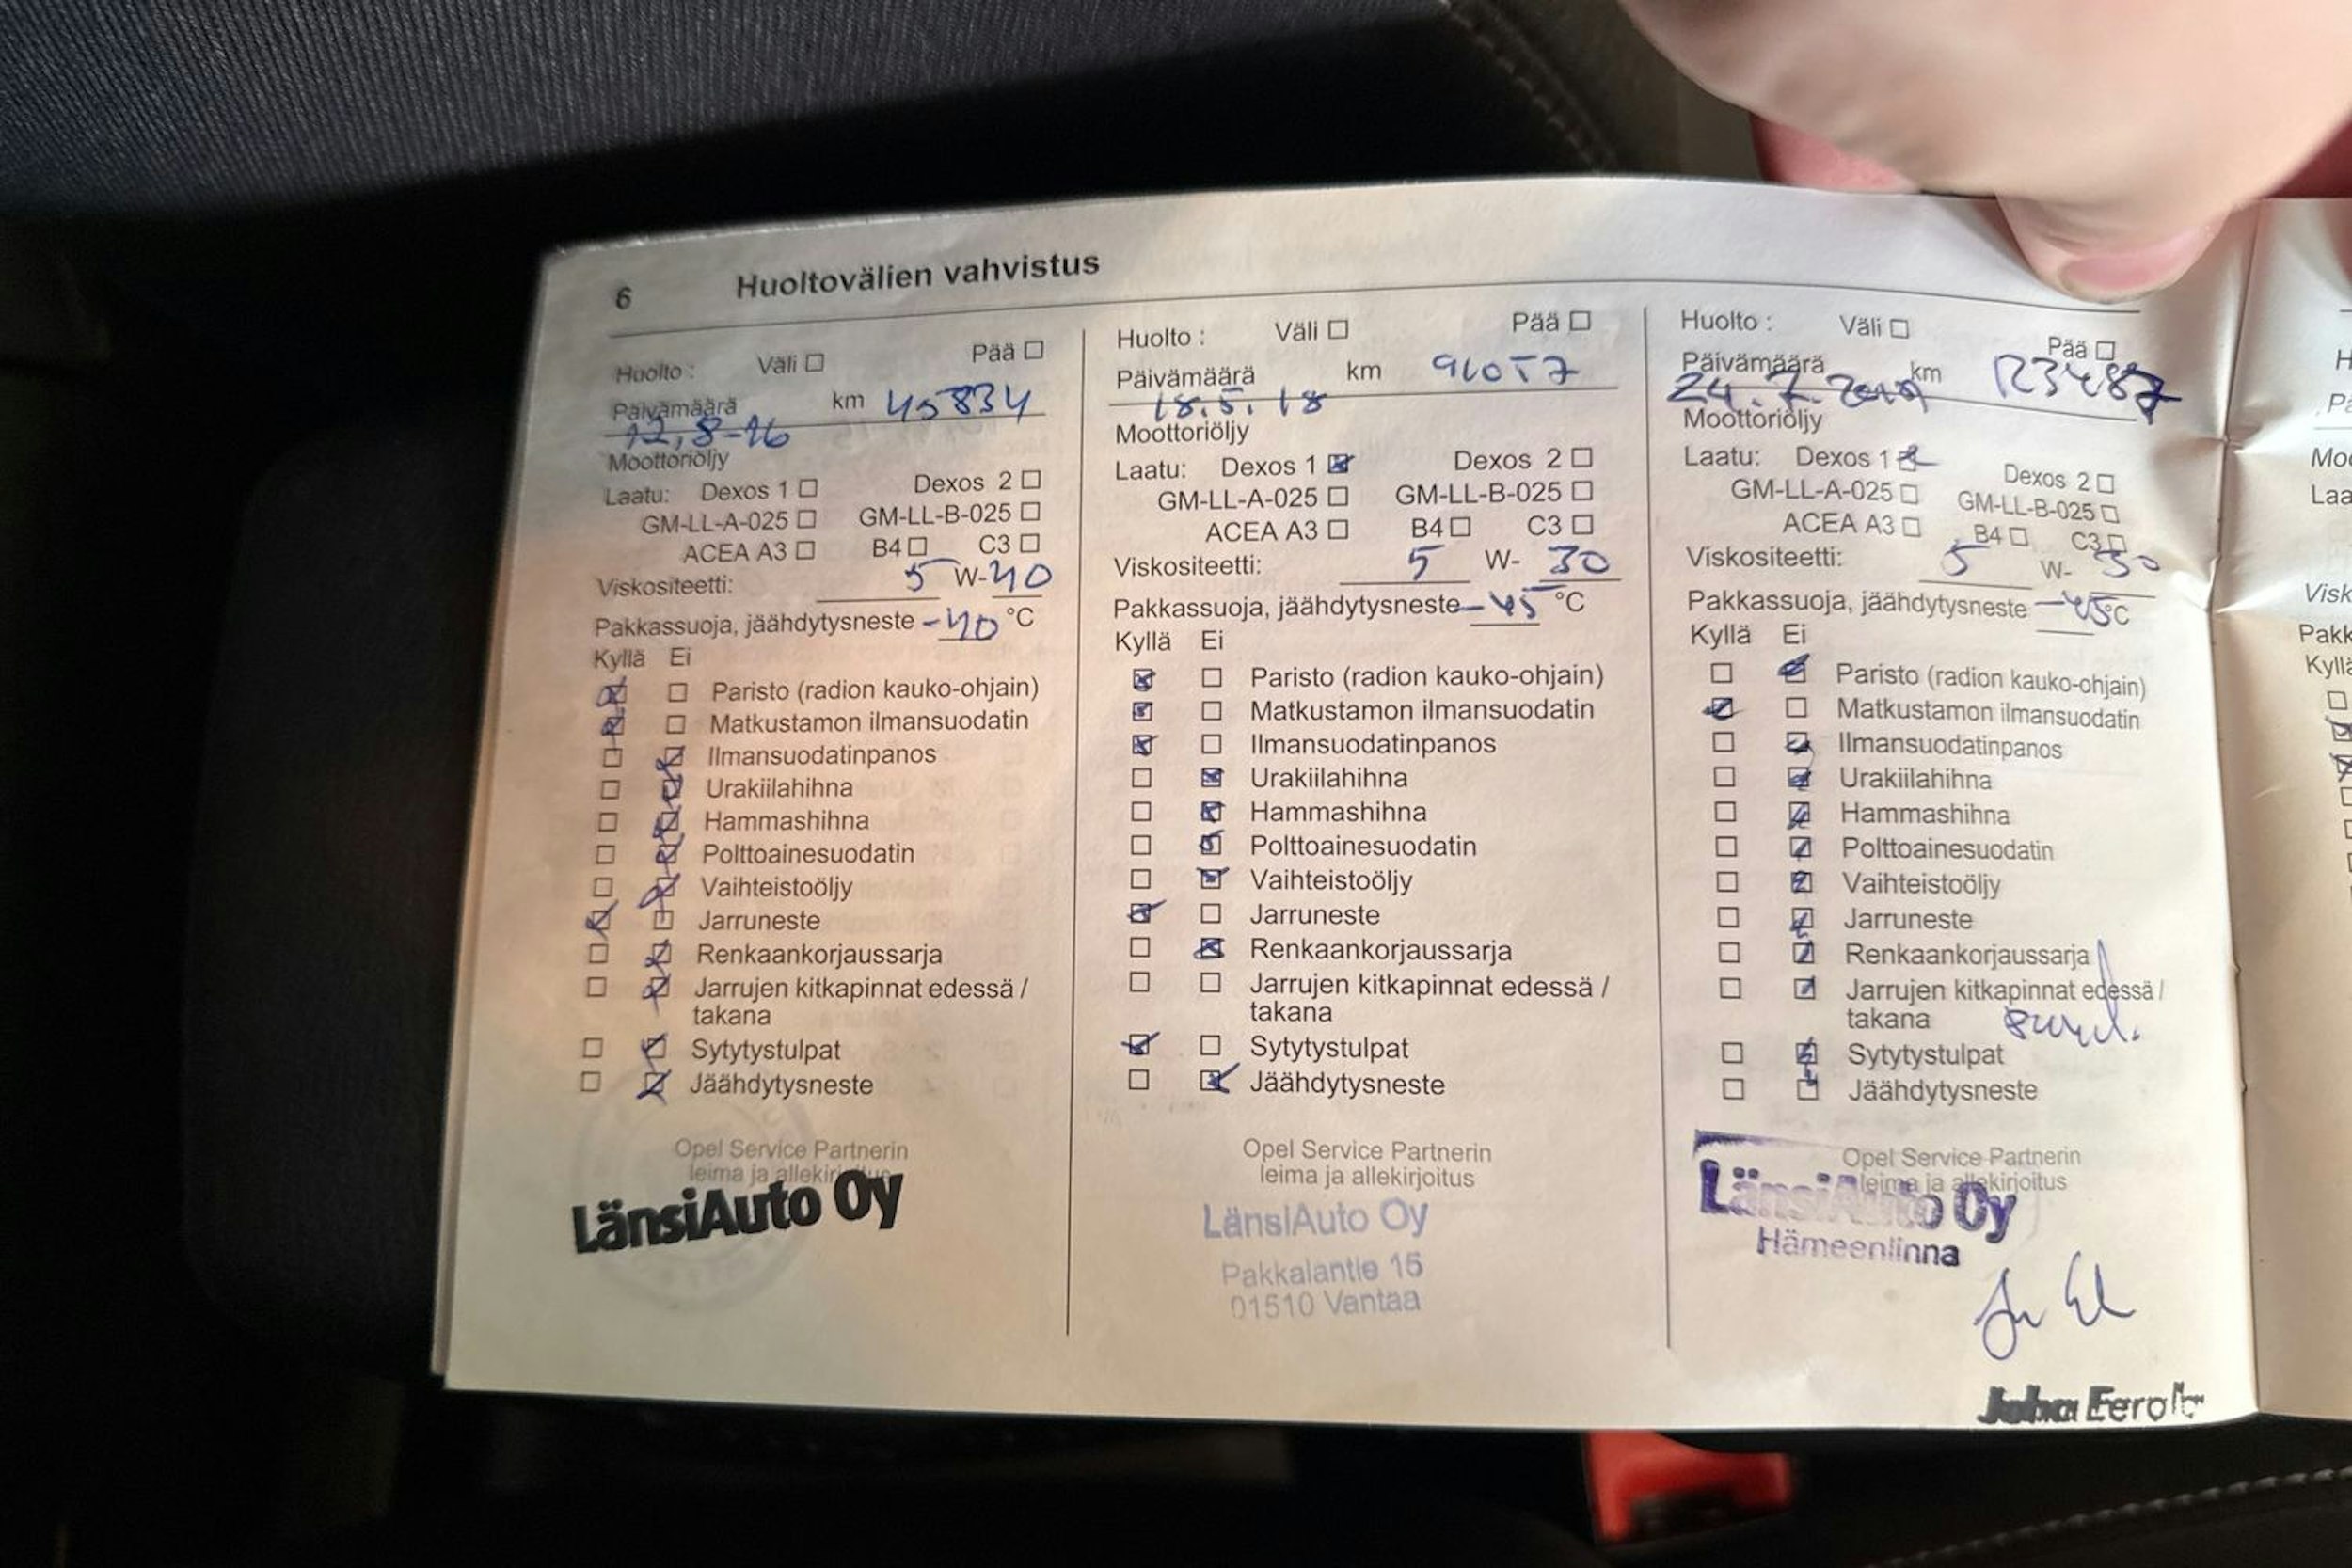 6 Huoltovälien vahvistus
Huolto : Väli ☐ Pää ☐
Päivämäärä km 45834
12,8-16
Moottoriöljy
Laatu: Dexos 1 ☐ Dexos 2 ☐
GM-LL-A-025 ☐ GM-LL-B-025 ☐
ACEA A3 ☐ B4 ☐ C3 ☐
Viskositeetti: 5 W-40
Pakkassuoja, jäähdytysneste -40 °C
Kyllä Ei
☒ ☐ Paristo (radion kauko-ohjain)
☒ ☐ Matkustamon ilmansuodatin
☐ ☒ Ilmansuodatinpanos
☐ ☒ Urakiilahihna
☐ ☒ Hammashihna
☐ ☒ Polttoainesuodatin
☐ ☒ Vaihteistoöljy
☒ ☐ Jarruneste
☐ ☒ Renkaankorjaussarja
☐ ☒ Jarrujen kitkapinnat edessä /
takana
☐ ☒ Sytytystulpat
☐ ☒ Jäähdytysneste
Opel Service Partnerin
leima ja
LänsiAuto Oy
Huolto : Väli ☐ Pää ☐
Päivämäärä km
18.5.18
Moottoriöljy
Laatu: Dexos 1 ☒ Dexos 2 ☐
GM-LL-A-025 ☐ GM-LL-B-025 ☐
ACEA A3 ☐ B4 ☐ C3 ☐
Viskositeetti: 5 W- 30
Pakkassuoja, jäähdytysneste -45 °C
Kyllä Ei
☒ ☐ Paristo (radion kauko-ohjain)
☒ ☐ Matkustamon ilmansuodatin
☒ ☐ Ilmansuodatinpanos
☐ ☒ Urakiilahihna
☐ ☒ Hammashihna
☐ ☒ Polttoainesuodatin
☐ ☒ Vaihteistoöljy
☒ ☐ Jarruneste
☐ ☒ Renkaankorjaussarja
☐ ☐ Jarrujen kitkapinnat edessä /
takana
☒ ☐ Sytytystulpat
☐ ☒ Jäähdytysneste
Opel Service Partnerin
leima ja allekirjoitus
LänsiAuto Oy
Pakkalantie 15
01510 Vantaa
Huolto : Väli ☐ Pää ☐
Päivämäärä km 123487
24.7.2019
Moottoriöljy
Laatu: Dexos 1 ☒ Dexos 2 ☐
GM-LL-A-025 ☐ GM-LL-B-025 ☐
ACEA A3 ☐ B4 ☐ C3 ☐
Viskositeetti: 5 W- 30
Pakkassuoja, jäähdytysneste -45 °C
Kyllä Ei
☐ ☒ Paristo (radion kauko-ohjain)
☒ ☐ Matkustamon ilmansuodatin
☐ ☒ Ilmansuodatinpanos
☐ ☒ Urakiilahihna
☐ ☒ Hammashihna
☐ ☒ Polttoainesuodatin
☐ ☒ Vaihteistoöljy
☐ ☒ Jarruneste
☐ ☒ Renkaankorjaussarja
☐ ☒ Jarrujen kitkapinnat edessä /
takana
☐ ☒ Sytytystulpat
☐ ☐ Jäähdytysneste
Opel Service Partnerin
leima ja allekirjoitus
LänsiAuto Oy
Hämeenlinna
Juha Eerola